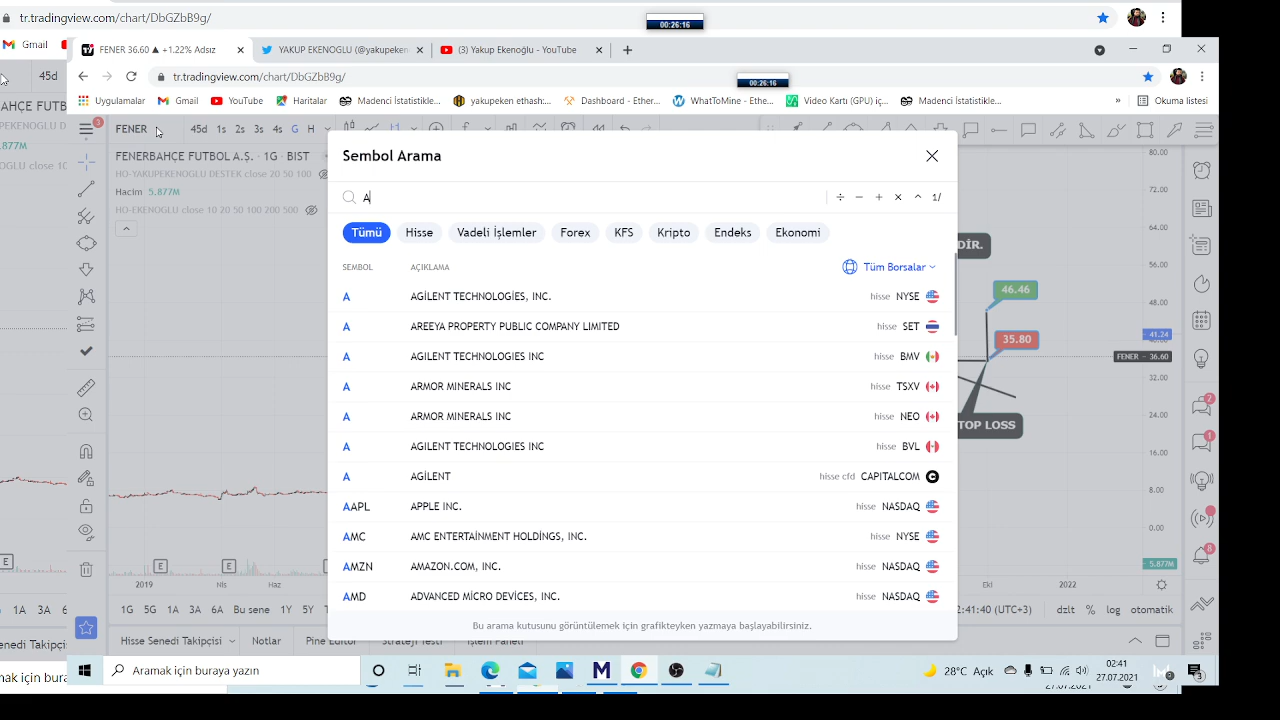 tr.tradingview.com/chart/DbGZbB9g/
00:26:16
Gmail
FENER 36.60 ▲ +1.22% Adsız
YAKUP EKENOĞLU (@yakupeken
(3) Yakup Ekenoğlu - YouTube
45d
tr.tradingview.com/chart/DbGZbB9g/
00:26:16
Uygulamalar
Gmail
YouTube
Haritalar
Madenci İstatistikle...
yakupeken ethash:...
Dashboard - Ether...
WhatToMine - Ethe...
Video Kartı (GPU) iç...
Madenci İstatistikle...
»
Okuma listesi
FENER
45d 1s 2s 3s 4s G H
FENERBAHÇE FUTBOL A.Ş. · 1G · BIST
HO-YAKUPEKENOGLU DESTEK close 20 50 100
Hacim 5.877M
HO-EKENOGLU close 10 20 50 100 200 500
Sembol Arama
A
÷ − + × ^ 1/
Tümü
Hisse
Vadeli İşlemler
Forex
KFS
Kripto
Endeks
Ekonomi
SEMBOL
AÇIKLAMA
Tüm Borsalar
A AGİLENT TECHNOLOGİES, INC. hisse NYSE
A AREEYA PROPERTY PUBLIC COMPANY LIMITED hisse SET
A AGILENT TECHNOLOGIES INC hisse BMV
A ARMOR MINERALS INC hisse TSXV
A ARMOR MINERALS INC hisse NEO
A AGILENT TECHNOLOGIES INC hisse BVL
A AGİLENT hisse cfd CAPITALCOM
AAPL APPLE INC. hisse NASDAQ
AMC AMC ENTERTAİNMENT HOLDİNGS, INC. hisse NYSE
AMZN AMAZON.COM, INC. hisse NASDAQ
AMD ADVANCED MİCRO DEVİCES, INC. hisse NASDAQ
Bu arama kutusunu görüntülemek için grafikteyken yazmaya başlayabilirsiniz.
DİR.
46.46
35.80
TOP LOSS
80.00
72.00
64.00
56.00
48.00
41.24
FENER 36.60
32.00
24.00
16.00
8.00
0.00
5.877M
2019
Nis
Haz
Eki
2022
1G 5G 1A 3A 6A Bu sene 1Y 5Y
2:41:40 (UTC+3)
dzlt % log otomatik
Hisse Senedi Takipçisi
Notlar
Pine Editör
Strateji Testi
İşlem Paneli
Aramak için buraya yazın
28°C Açık
02:41
27.07.2021